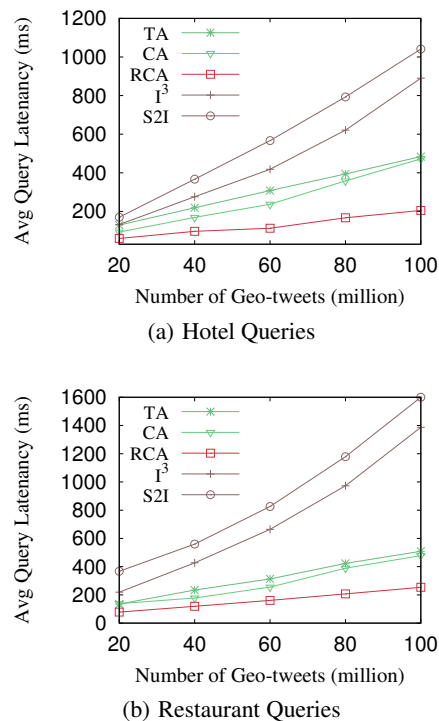 1200
1000
800
600
400
200
Avg Query Latenancy (ms)
TA
CA
RCA
I³
S2I
20 40 60 80 100
Number of Geo-tweets (million)
(a) Hotel Queries
1600
1400
1200
1000
800
600
400
200
0
Avg Query Latenancy (ms)
TA
CA
RCA
I³
S2I
20 40 60 80 100
Number of Geo-tweets (million)
(b) Restaurant Queries